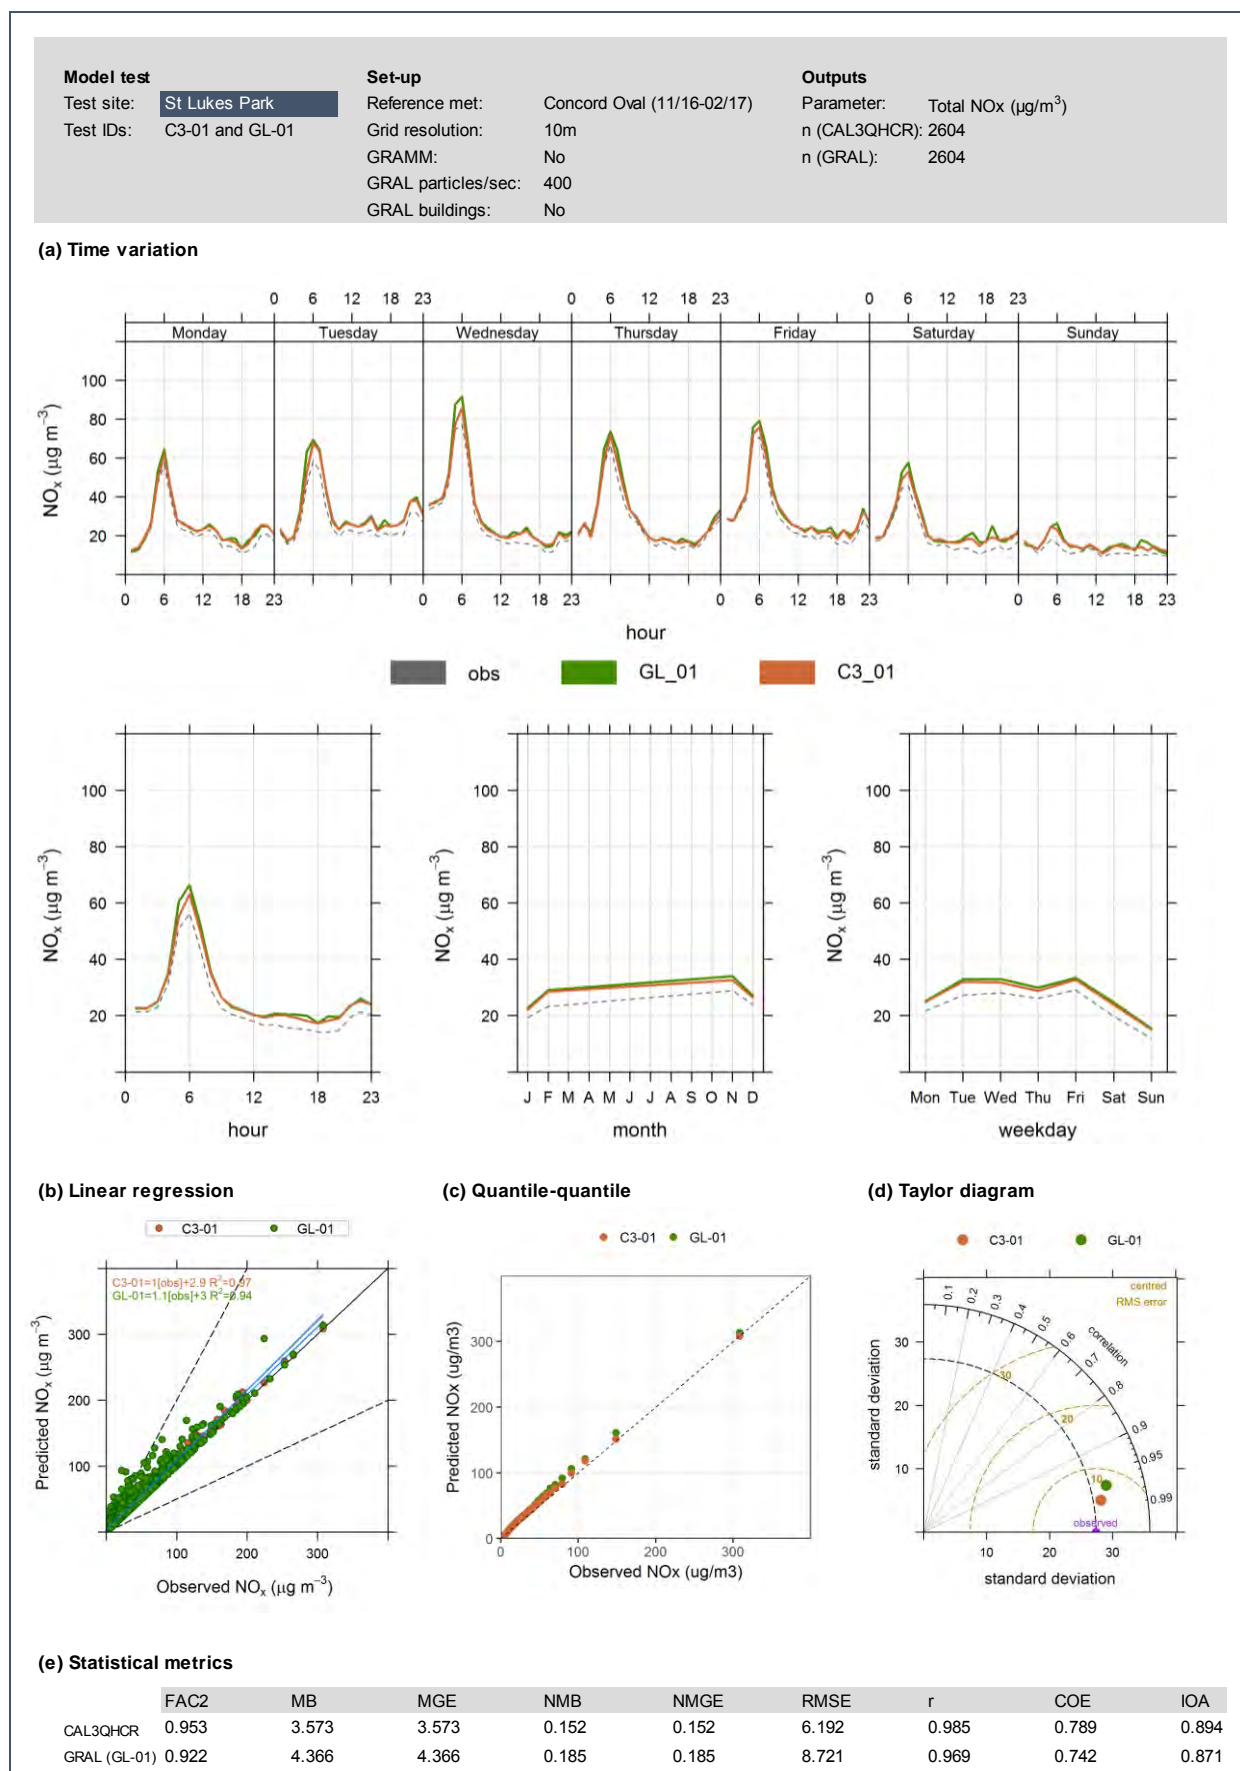 Model test Set-up Outputs
Test site: St Lukes Park Reference met: Concord Oval (11/16-02/17) Parameter: Total NOx (µg/m³)
Test IDs: C3-01 and GL-01 Grid resolution: 10m n (CAL3QHCR): 2604
GRAMM: No n (GRAL): 2604
GRAL particles/sec: 400
GRAL buildings: No
(a) Time variation
0 6 12 18 23 0 6 12 18 23 0 6 12 18 23
Monday Tuesday Wednesday Thursday Friday Saturday Sunday
100
80
60
40
20
NOx (µg m⁻³)
0 6 12 18 23 0 6 12 18 23 0 6 12 18 23 0 6 12 18 23
hour
obs GL_01 C3_01
100
80
60
40
20
NOx (µg m⁻³)
0 6 12 18 23
hour
100
80
60
40
20
NOx (µg m⁻³)
J F M A M J J A S O N D
month
100
80
60
40
20
NOx (µg m⁻³)
Mon Tue Wed Thu Fri Sat Sun
weekday
(b) Linear regression (c) Quantile-quantile (d) Taylor diagram
C3-01 GL-01
C3-01=1[obs]+2.9 R²=0.97
GL-01=1.1[obs]+3 R²=0.94
300
200
100
Predicted NOx (µg m⁻³)
100 200 300
Observed NOx (µg m⁻³)
C3-01 GL-01
300
200
100
0
Predicted NOx (ug/m3)
0 100 200 300
Observed NOx (ug/m3)
C3-01 GL-01
centred
RMS error
0.1 0.2 0.3 0.4 0.5 0.6 0.7 0.8 0.9 0.95 0.99
correlation
30
20
10
standard deviation
30
20
10
observed
10 20 30
standard deviation
(e) Statistical metrics
FAC2 MB MGE NMB NMGE RMSE r COE IOA
CAL3QHCR 0.953 3.573 3.573 0.152 0.152 6.192 0.985 0.789 0.894
GRAL (GL-01) 0.922 4.366 4.366 0.185 0.185 8.721 0.969 0.742 0.871